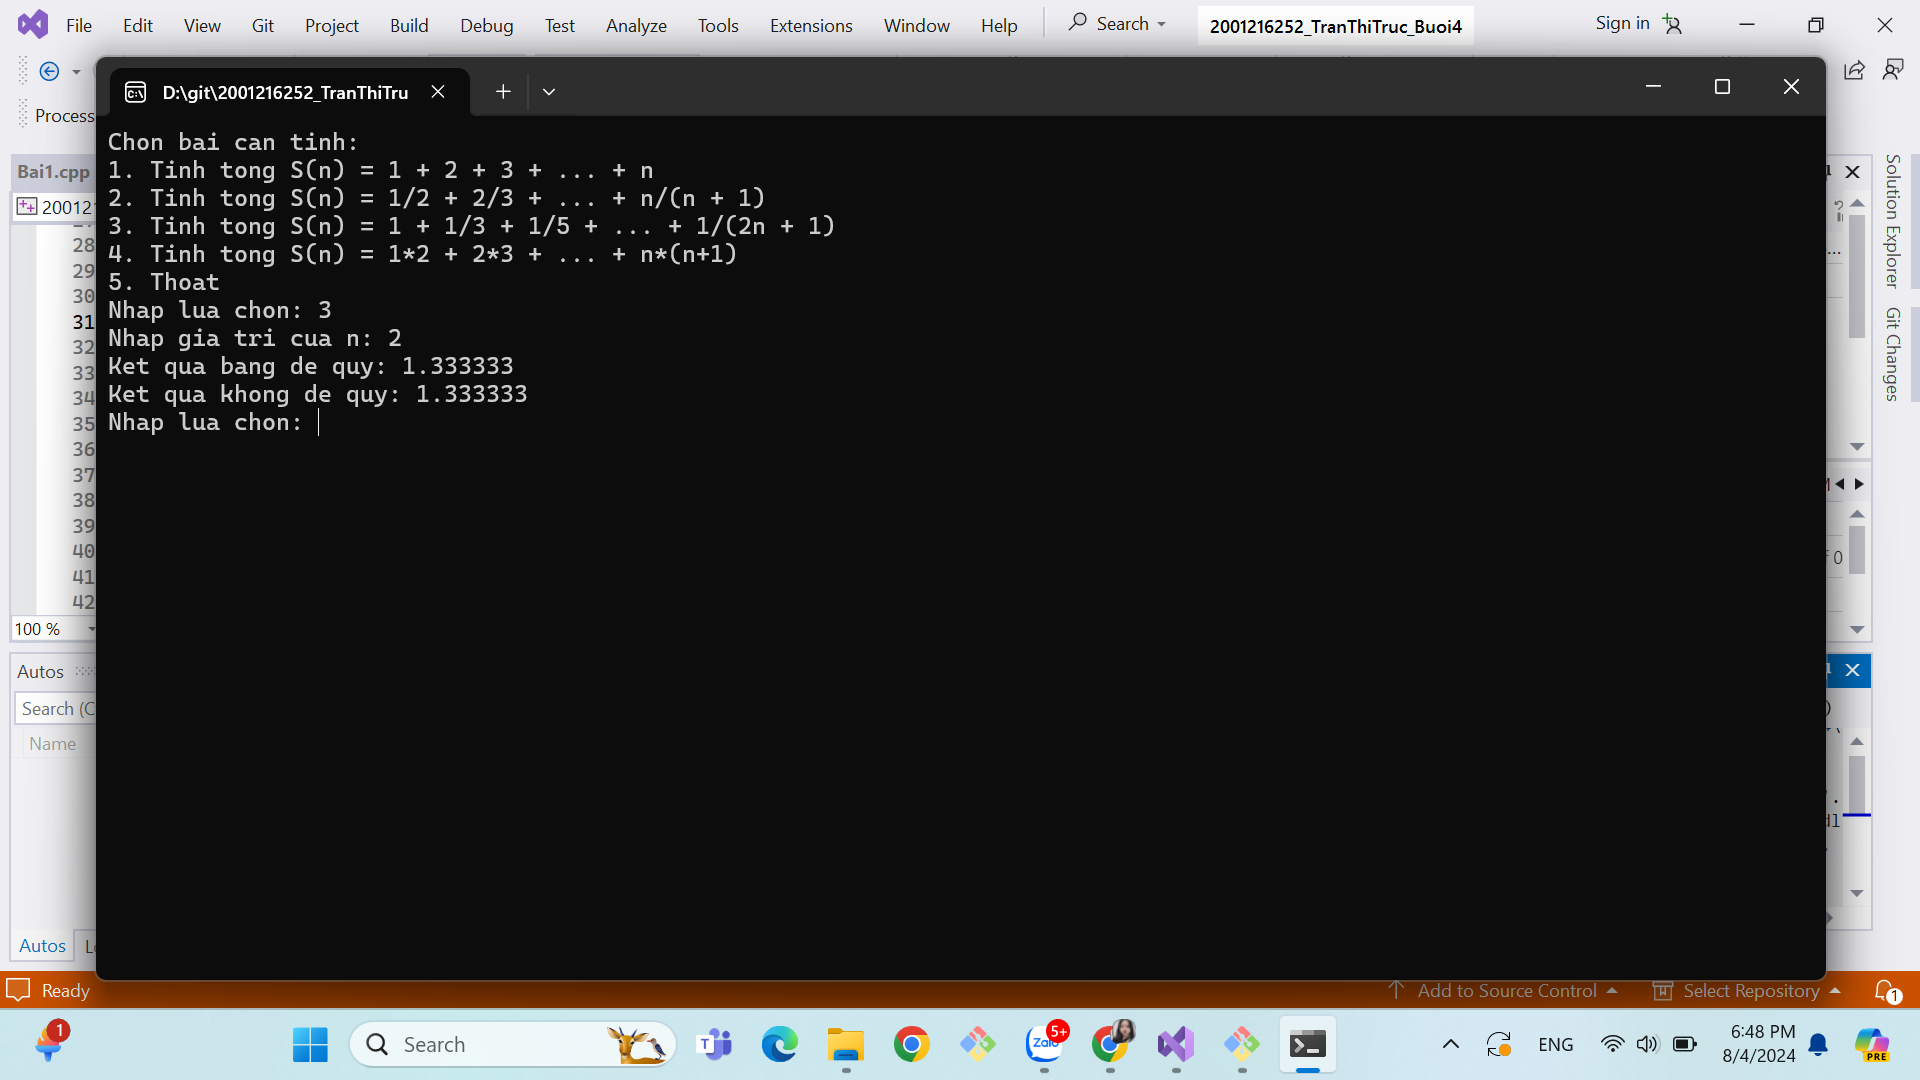 File Edit View Git Project Build Debug Test Analyze Tools Extensions Window Help Search 2001216252_TranThiTruc_Buoi4 Sign in
D:\git\2001216252_TranThiTru
Process
Chon bai can tinh:
1. Tinh tong S(n) = 1 + 2 + 3 + ... + n
2. Tinh tong S(n) = 1/2 + 2/3 + ... + n/(n + 1)
3. Tinh tong S(n) = 1 + 1/3 + 1/5 + ... + 1/(2n + 1)
4. Tinh tong S(n) = 1*2 + 2*3 + ... + n*(n+1)
5. Thoat
Nhap lua chon: 3
Nhap gia tri cua n: 2
Ket qua bang de quy: 1.333333
Ket qua khong de quy: 1.333333
Nhap lua chon:
Bai1.cpp
20012
28
29
30
31
32
33
34
35
36
37
38
39
40
41
42
100 %
Autos
Search (C
Name
Autos
Solution Explorer
Git Changes
...
f 0
Ready
Add to Source Control Select Repository 1
1
Search
T
Zalo
5+
ENG
6:48 PM
8/4/2024
PRE